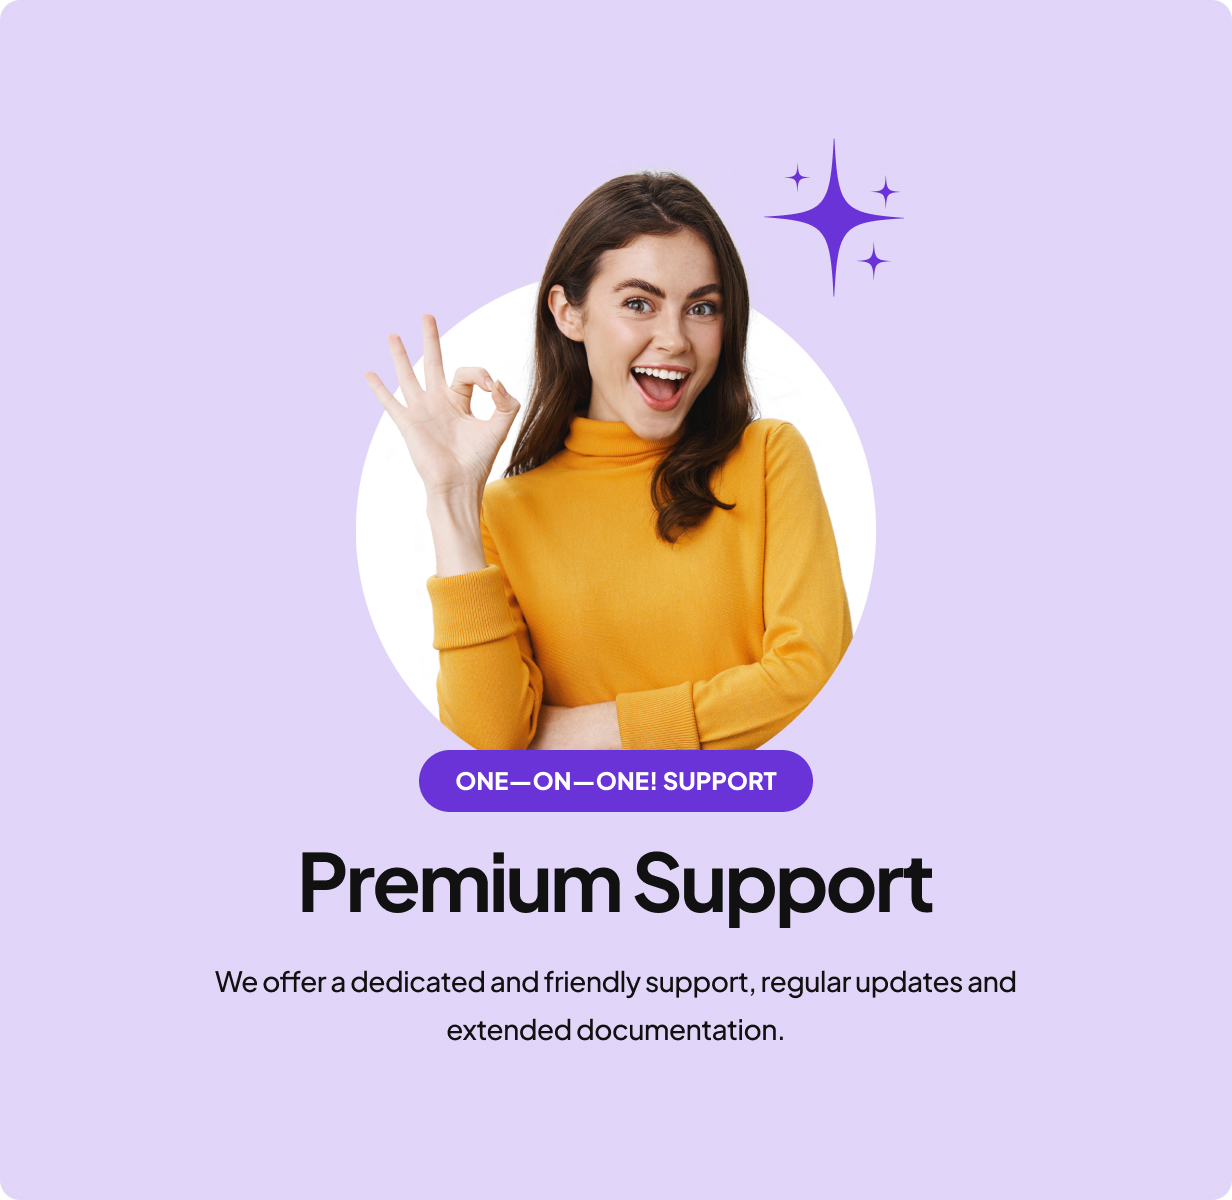 ONE—ON—ONE! SUPPORT
Premium Support
We offer a dedicated and friendly support, regular updates and
extended documentation.